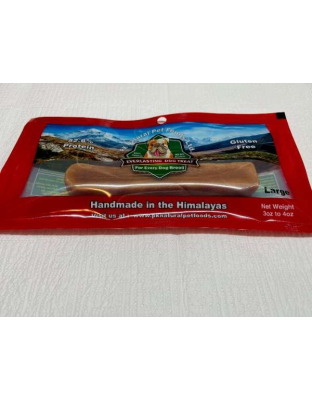 Protein
EVERLASTING DOG TREAT
For Every Dog Breed
Gluten
Free
Large
Handmade in the Himalayas
Net Weight
3oz to 4oz
Visit us at : www.pknaturalpetfoods.com